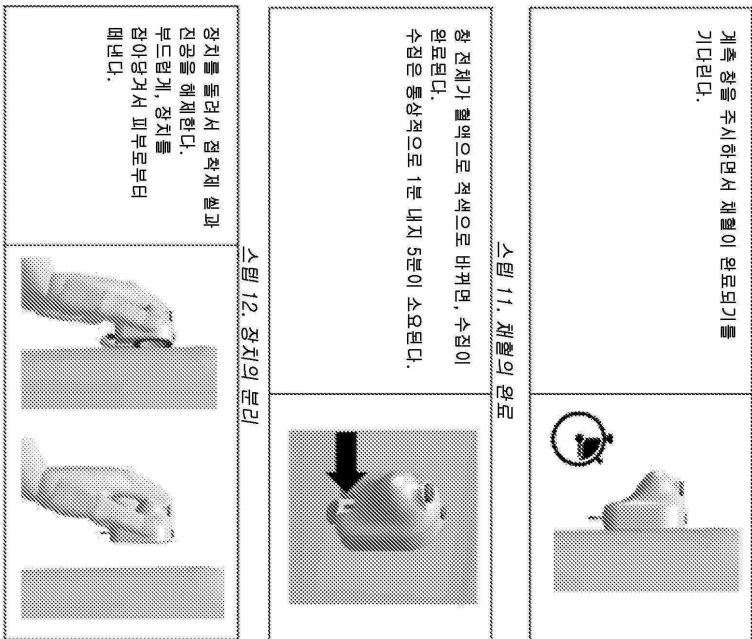 계측 창을 주시하면서 채혈이 완료되기를
기다린다.
스텝 11. 채혈의 완료
창 전체가 혈액으로 적색으로 바뀌면, 수집이
완료된다.
수집은 통상적으로 1분 내지 5분이 소요된다.
스텝 12. 장치의 분리
장치를 돌려서 접착제 씰과
진공을 해제한다.
부드럽게, 장치를
잡아당겨서 피부로부터
떼낸다.